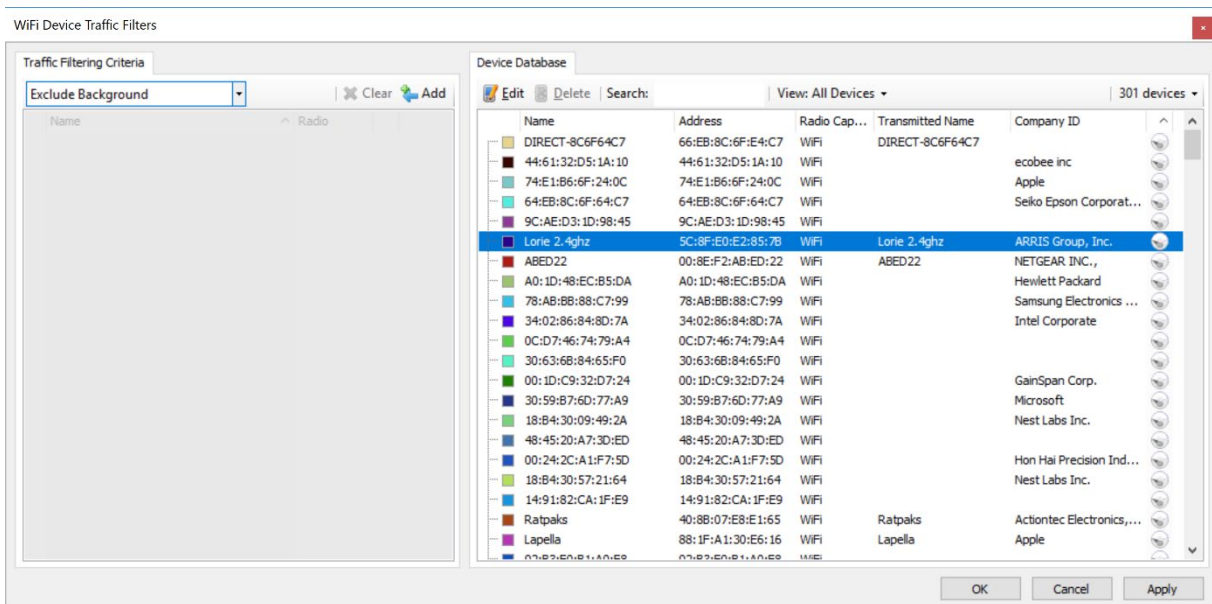 WiFi Device Traffic Filters
Traffic Filtering Criteria
Exclude Background
Clear Add
Name Radio
Device Database
Edit Delete Search: View: All Devices 301 devices
Name Address Radio Cap... Transmitted Name Company ID
DIRECT-8C6F64C7 66:EB:8C:6F:E4:C7 WiFi DIRECT-8C6F64C7
44:61:32:D5:1A:10 44:61:32:D5:1A:10 WiFi ecobee inc
74:E1:B6:6F:24:0C 74:E1:B6:6F:24:0C WiFi Apple
64:EB:8C:6F:64:C7 64:EB:8C:6F:64:C7 WiFi Seiko Epson Corporat...
9C:AE:D3:1D:98:45 9C:AE:D3:1D:98:45 WiFi
Lorie 2.4ghz 5C:8F:E0:E2:85:7B WiFi Lorie 2.4ghz ARRIS Group, Inc.
ABED22 00:8E:F2:AB:ED:22 WiFi ABED22 NETGEAR INC.,
A0:1D:48:EC:B5:DA A0:1D:48:EC:B5:DA WiFi Hewlett Packard
78:AB:BB:88:C7:99 78:AB:BB:88:C7:99 WiFi Samsung Electronics ...
34:02:86:84:8D:7A 34:02:86:84:8D:7A WiFi Intel Corporate
0C:D7:46:74:79:A4 0C:D7:46:74:79:A4 WiFi
30:63:6B:84:65:F0 30:63:6B:84:65:F0 WiFi
00:1D:C9:32:D7:24 00:1D:C9:32:D7:24 WiFi GainSpan Corp.
30:59:B7:6D:77:A9 30:59:B7:6D:77:A9 WiFi Microsoft
18:B4:30:09:49:2A 18:B4:30:09:49:2A WiFi Nest Labs Inc.
48:45:20:A7:3D:ED 48:45:20:A7:3D:ED WiFi
00:24:2C:A1:F7:5D 00:24:2C:A1:F7:5D WiFi Hon Hai Precision Ind...
18:B4:30:57:21:64 18:B4:30:57:21:64 WiFi Nest Labs Inc.
14:91:82:CA:1F:E9 14:91:82:CA:1F:E9 WiFi
Ratpaks 40:8B:07:E8:E1:65 WiFi Ratpaks Actiontec Electronics,...
Lapella 88:1F:A1:30:E6:16 WiFi Lapella Apple
OK Cancel Apply